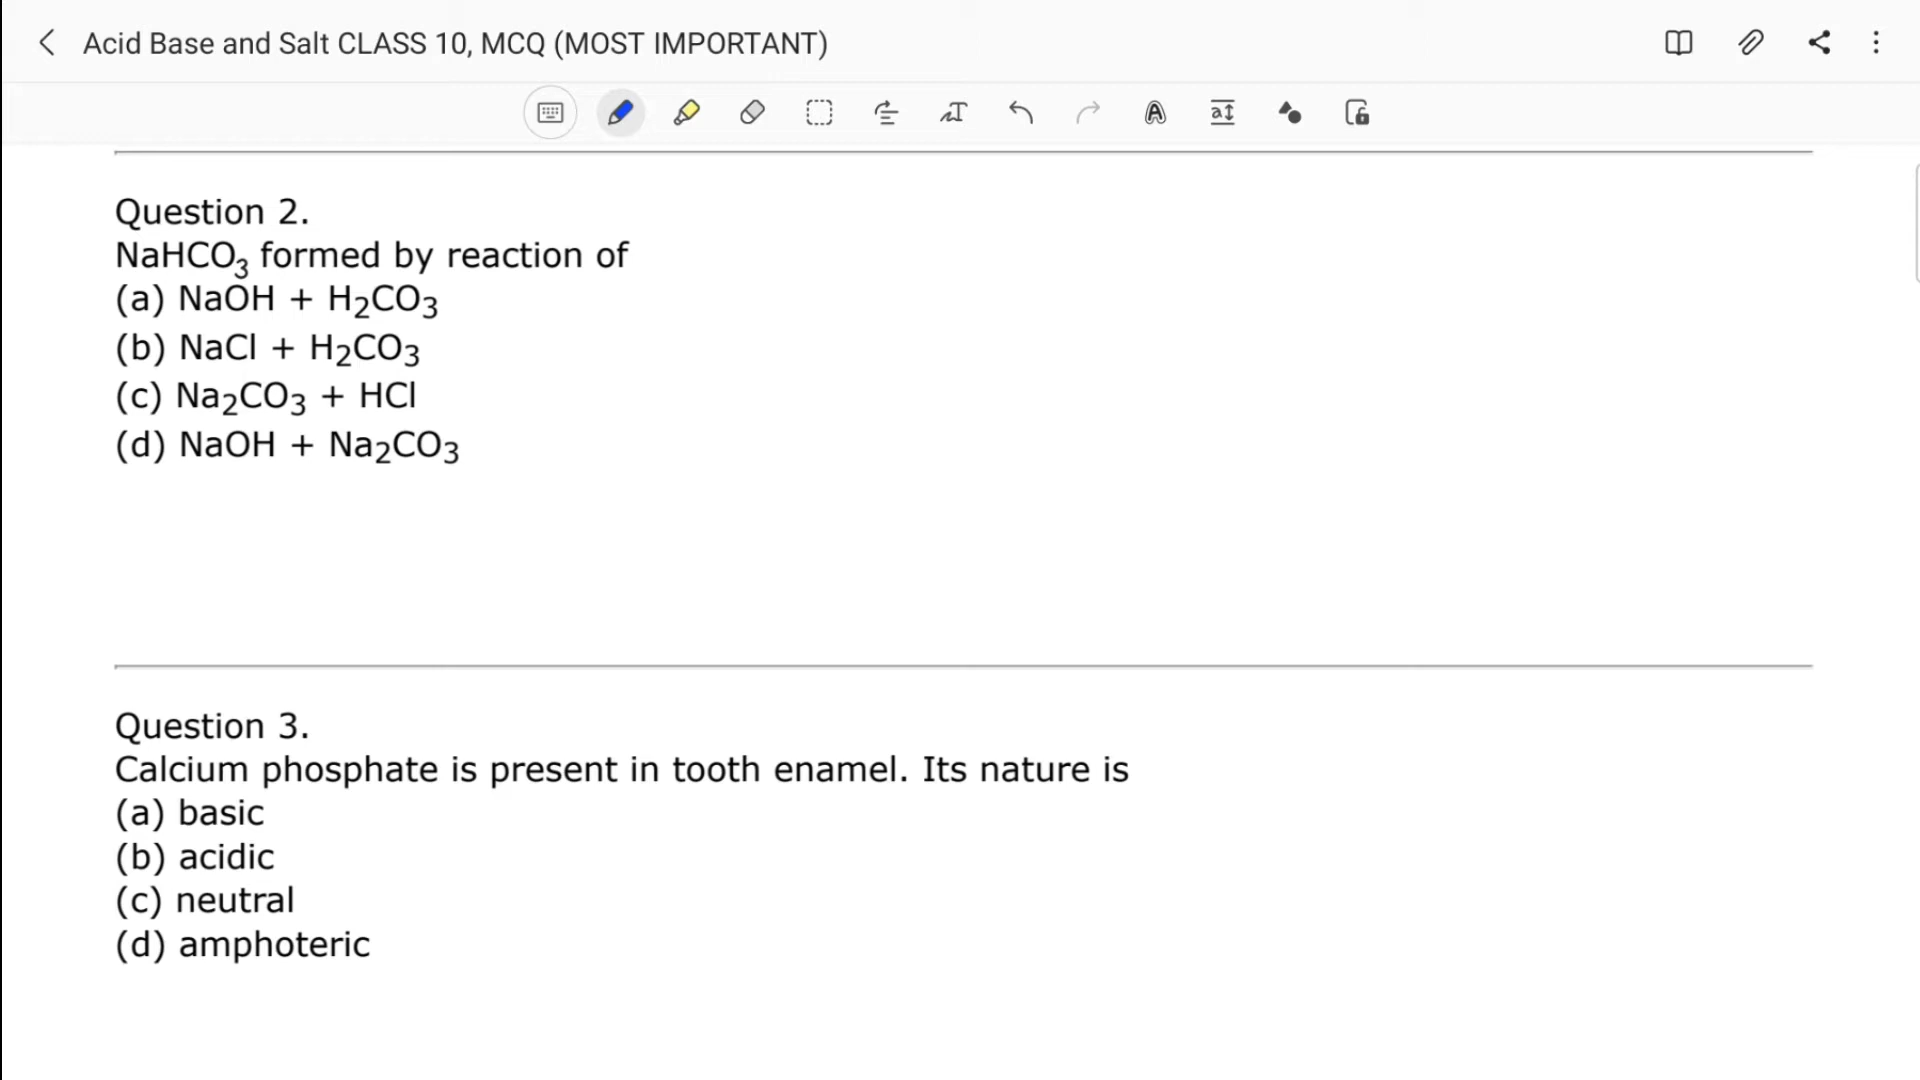 Acid Base and Salt CLASS 10, MCQ (MOST IMPORTANT)
Question 2.
NaHCO₃ formed by reaction of
(a) NaOH + H₂CO₃
(b) NaCl + H₂CO₃
(c) Na₂CO₃ + HCl
(d) NaOH + Na₂CO₃
Question 3.
Calcium phosphate is present in tooth enamel. Its nature is
(a) basic
(b) acidic
(c) neutral
(d) amphoteric